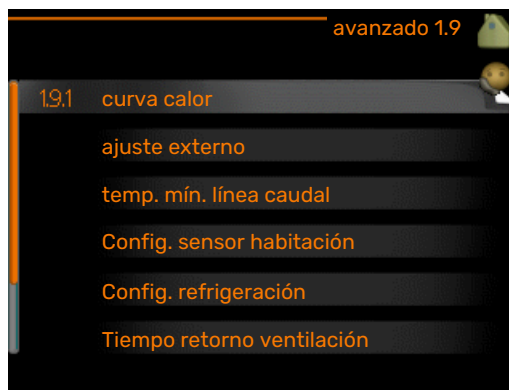 avanzado 1.9
1.9.1 curva calor
ajuste externo
temp. mín. línea caudal
Config. sensor habitación
Config. refrigeración
Tiempo retorno ventilación